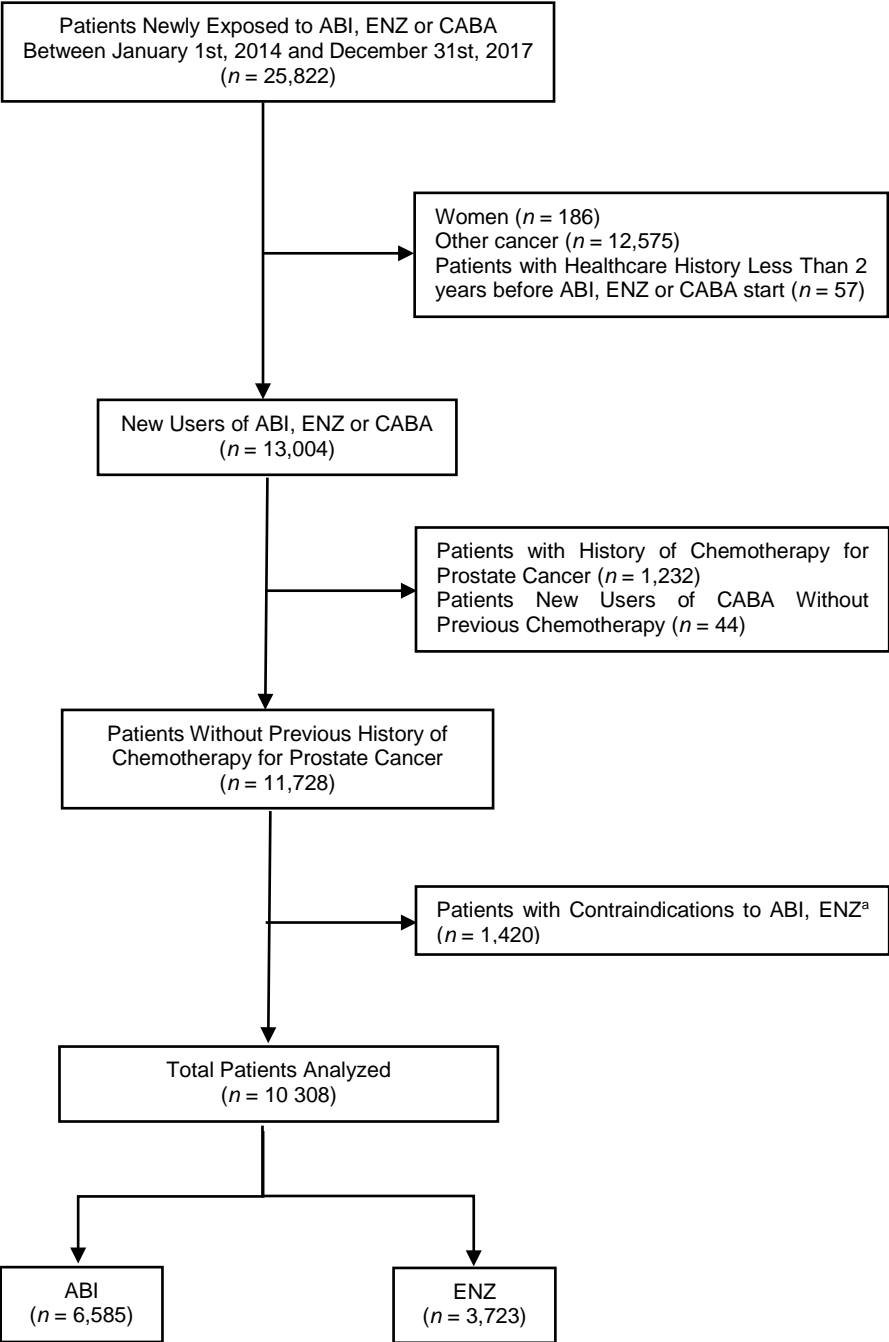 Patients Newly Exposed to ABI, ENZ or CABA
Between January 1st, 2014 and December 31st, 2017
(n = 25,822)
Women (n = 186)
Other cancer (n = 12,575)
Patients with Healthcare History Less Than 2
years before ABI, ENZ or CABA start (n = 57)
New Users of ABI, ENZ or CABA
(n = 13,004)
Patients with History of Chemotherapy for
Prostate Cancer (n = 1,232)
Patients New Users of CABA Without
Previous Chemotherapy (n = 44)
Patients Without Previous History of
Chemotherapy for Prostate Cancer
(n = 11,728)
Patients with Contraindications to ABI, ENZᵃ
(n = 1,420)
Total Patients Analyzed
(n = 10 308)
ABI
(n = 6,585)
ENZ
(n = 3,723)